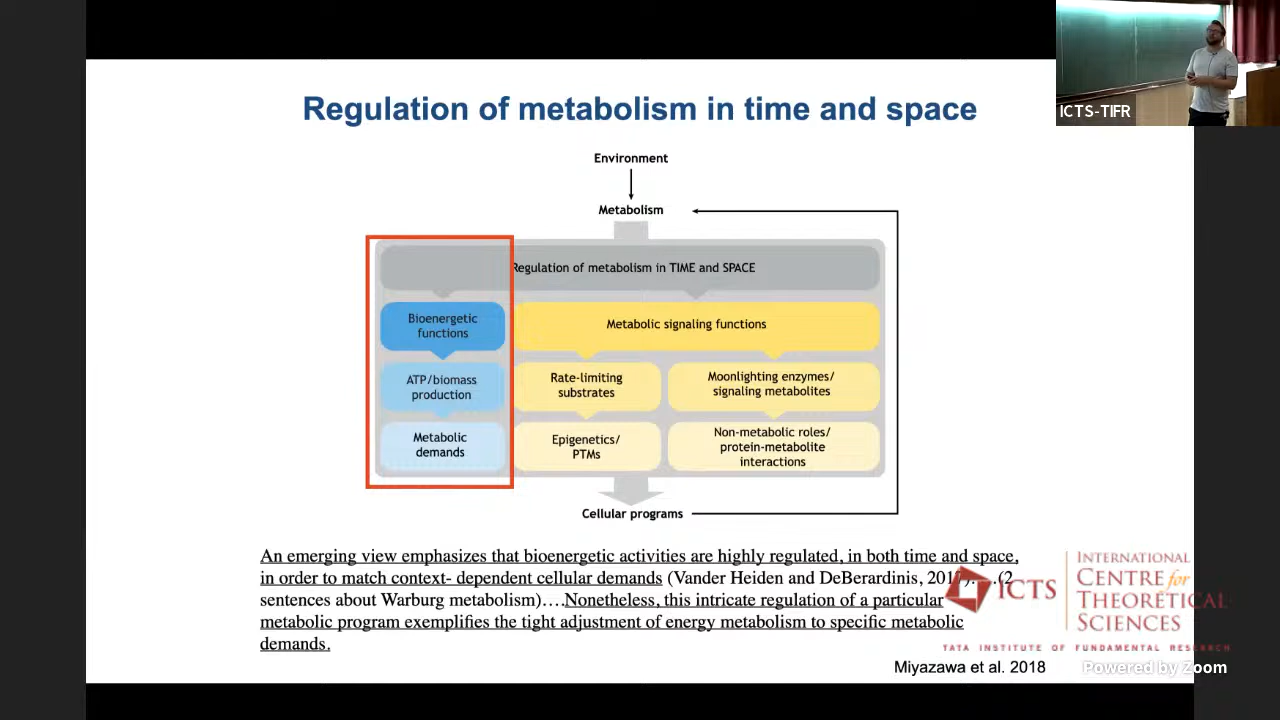 Regulation of metabolism in time and space
ICTS-TIFR
Environment
Metabolism
Regulation of metabolism in TIME and SPACE
Bioenergetic
functions
Metabolic signaling functions
ATP/biomass
production
Rate-limiting
substrates
Moonlighting enzymes/
signaling metabolites
Metabolic
demands
Epigenetics/
PTMs
Non-metabolic roles/
protein-metabolite
interactions
Cellular programs
An emerging view emphasizes that bioenergetic activities are highly regulated, in both time and space,
in order to match context- dependent cellular demands (Vander Heiden and DeBerardinis, (2
sentences about Warburg metabolism)….Nonetheless, this intricate regulation of a particular
metabolic program exemplifies the tight adjustment of energy metabolism to specific metabolic
demands.
Miyazawa et al. 2018
ICTS
INTERNATIONAL
CENTRE for
THEORETICAL
SCIENCES
TATA INSTITUTE OF FUNDAMENTAL RESEARCH
Powered by Zoom